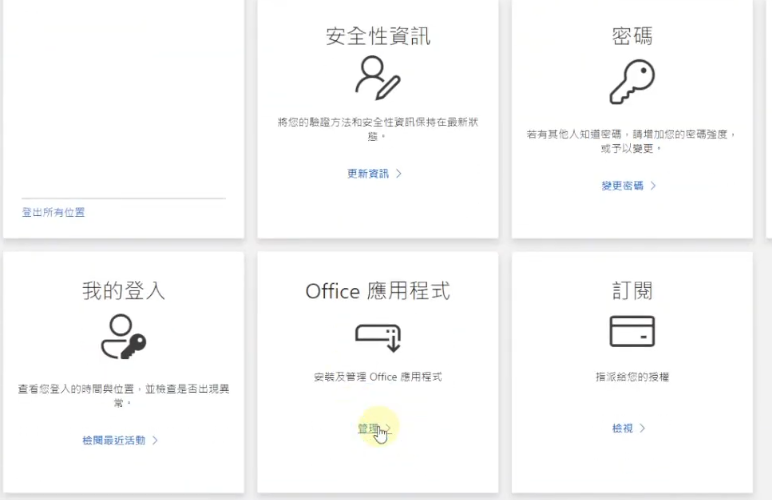 安全性資訊
密碼
將您的驗證方法和安全性資訊保持在最新狀
態。
若有其他人知道密碼，請增加您的密碼強度，
或予以變更。
更新資訊
變更密碼
登出所有位置
我的登入
Office 應用程式
訂閱
查看您登入的時間與位置，並檢查是否出現異
常。
安裝及管理 Office 應用程式
指派給您的授權
檢閱最近活動
管理
檢視